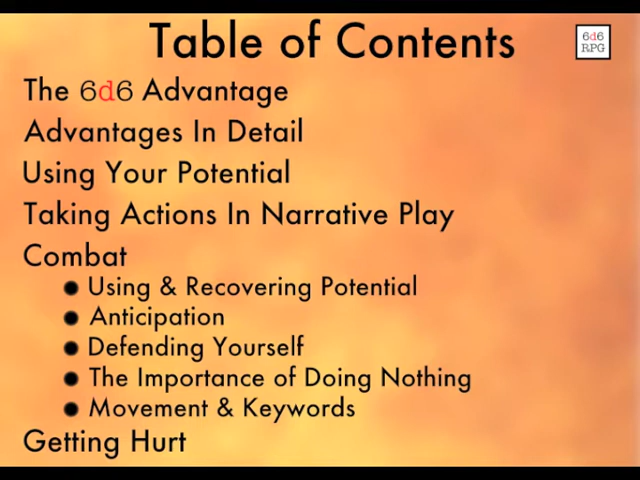 Table of Contents
6d6
RPG
The 6d6 Advantage
Advantages In Detail
Using Your Potential
Taking Actions In Narrative Play
Combat
Using & Recovering Potential
Anticipation
Defending Yourself
The Importance of Doing Nothing
Movement & Keywords
Getting Hurt